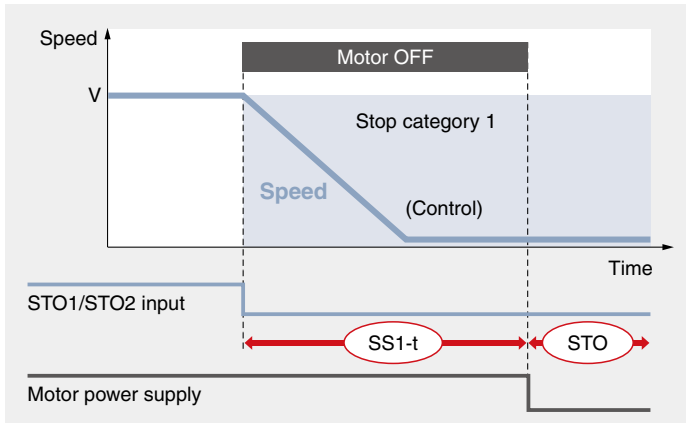 Speed
Motor OFF
V
Stop category 1
Speed
(Control)
Time
STO1/STO2 input
SS1-t
STO
Motor power supply